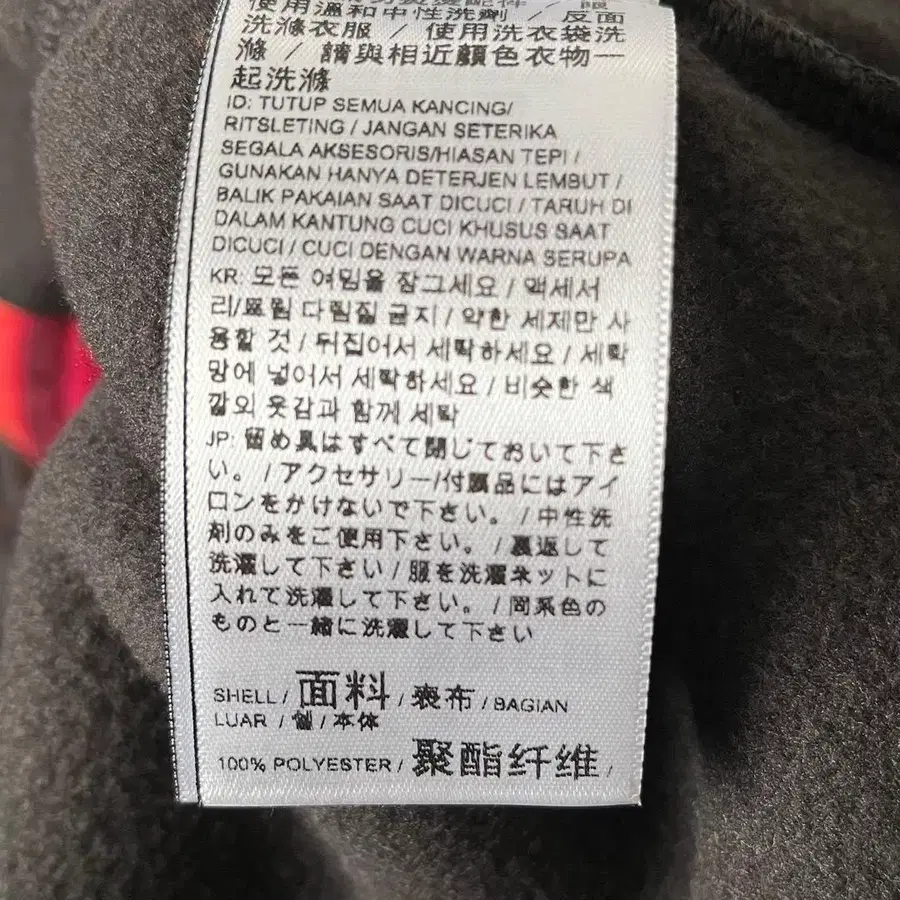 使用溫和中性洗劑 / 反面
洗滌衣服 / 使用洗衣袋洗
滌 / 請與相近顏色衣物一
起洗滌
ID: TUTUP SEMUA KANCING/
RITSLETING / JANGAN SETERIKA
SEGALA AKSESORIS/HIASAN TEPI /
GUNAKAN HANYA DETERJEN LEMBUT /
BALIK PAKAIAN SAAT DICUCI / TARUH DI
DALAM KANTUNG CUCI KHUSUS SAAT
DICUCI / CUCI DENGAN WARNA SERUPA
KR: 모든 여밈을 잠그세요 / 액세서
리/트림 다림질 금지 / 약한 세제만 사
용할 것 / 뒤집어서 세탁하세요 / 세탁
망에 넣어서 세탁하세요 / 비슷한 색
깔의 옷감과 함께 세탁
JP: 留め具はすべて閉じておいて下さ
い。 / アクセサリー/付属品にはアイ
ロンをかけないで下さい。 / 中性洗
剤のみをご使用下さい。 / 裏返して
洗濯して下さい / 服を洗濯ネットに
入れて洗濯して下さい。 / 同系色の
ものと一緒に洗濯して下さい
SHELL / 面料 / 表布 / BAGIAN
LUAR / 겉 / 本体
100% POLYESTER / 聚酯纤维 /